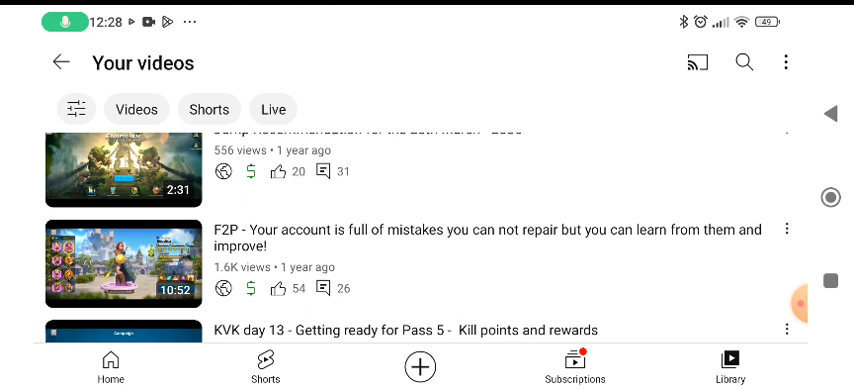 12:28
49
Your videos
Videos
Shorts
Live
556 views • 1 year ago
20
31
2:31
F2P - Your account is full of mistakes you can not repair but you can learn from them and
improve!
1.6K views • 1 year ago
54
26
10:52
KVK day 13 - Getting ready for Pass 5 - Kill points and rewards
Campaign
Home
Shorts
Subscriptions
Library